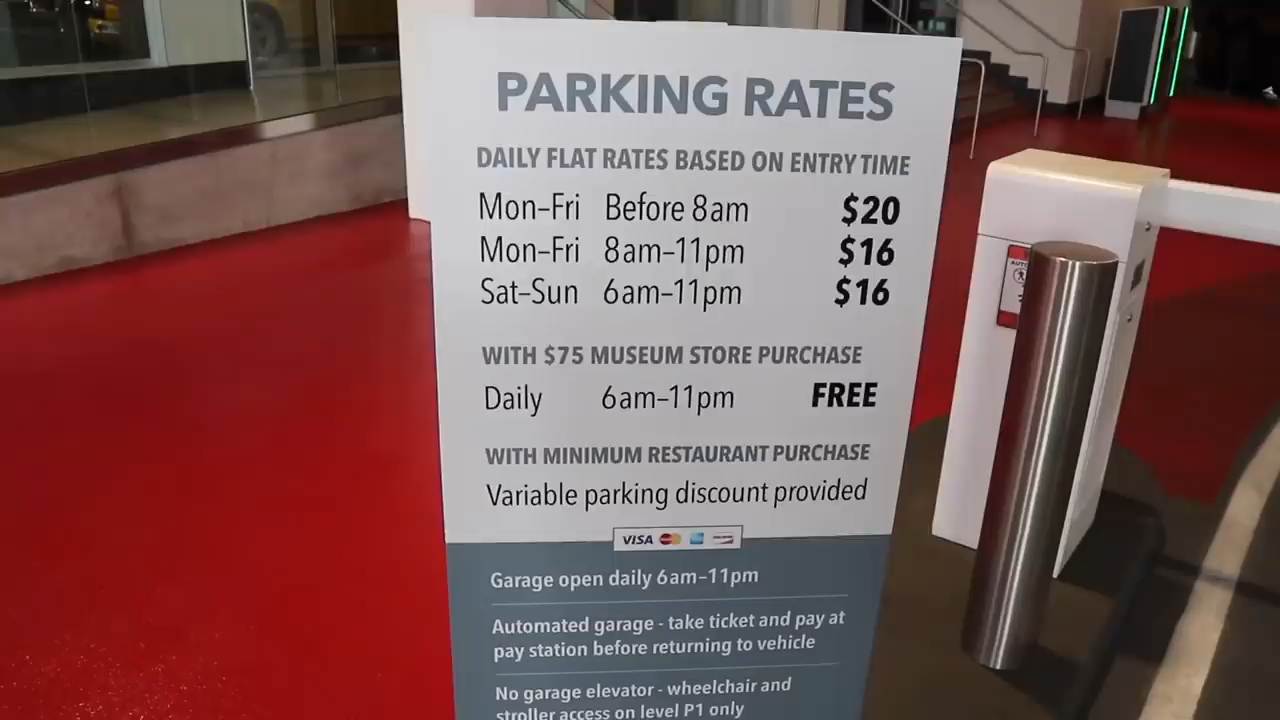 PARKING RATES
DAILY FLAT RATES BASED ON ENTRY TIME
Mon–Fri Before 8am $20
Mon–Fri 8am–11pm $16
Sat–Sun 6am–11pm $16
WITH $75 MUSEUM STORE PURCHASE
Daily 6am–11pm FREE
WITH MINIMUM RESTAURANT PURCHASE
Variable parking discount provided
VISA
Garage open daily 6am–11pm
Automated garage - take ticket and pay at
pay station before returning to vehicle
No garage elevator - wheelchair and
stroller access on level P1 only